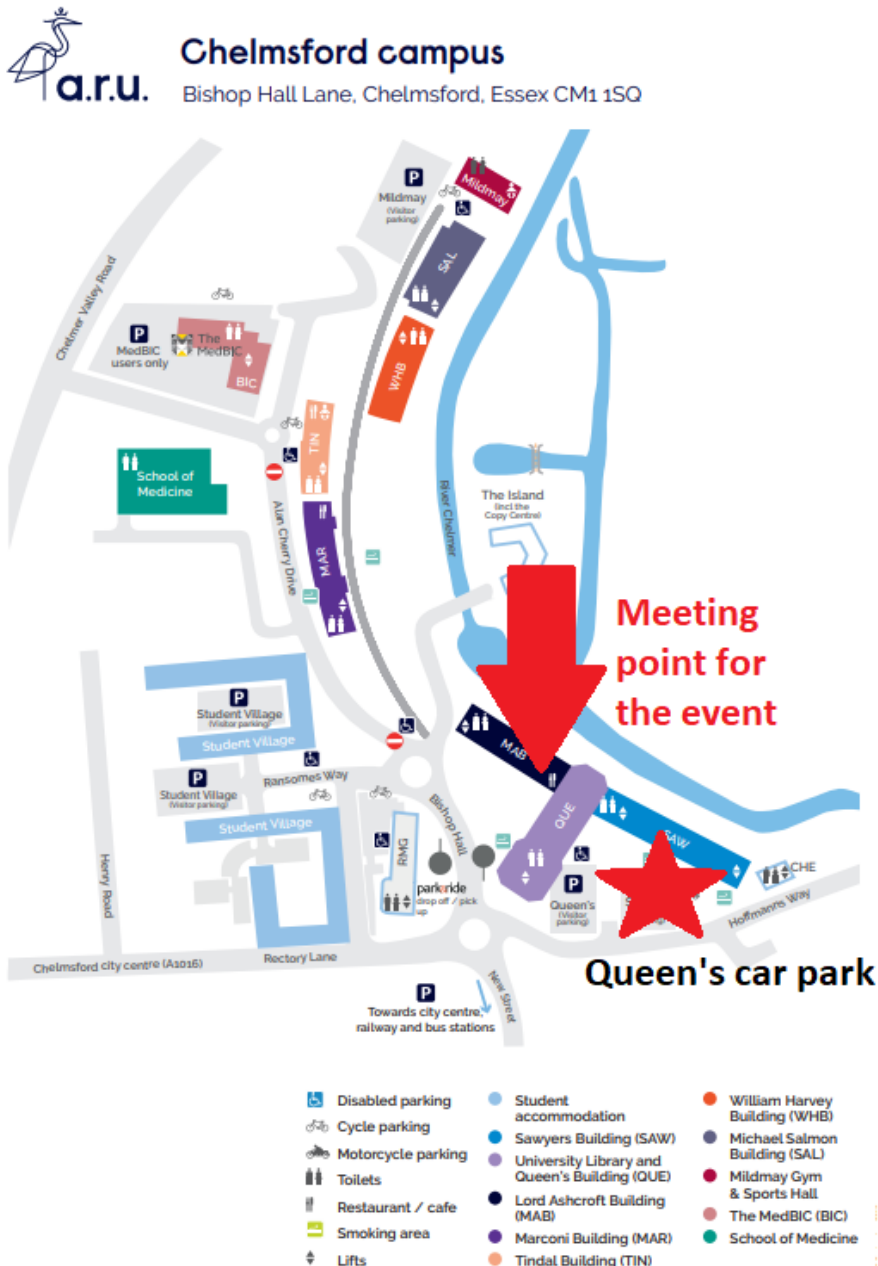 a.r.u.
Chelmsford campus
Bishop Hall Lane, Chelmsford, Essex CM1 1SQ
P
Mildmay
(Visitor
parking)
Mildmay
SAL
Chelmer Valley Road
P
MedBIC
users only
The
MedBIC
BIC
WHB
TIN
School of
Medicine
Alan Cherry Drive
MAR
River Chelmer
The Island
(incl the
Copy Centre)
Meeting
point for
the event
P
Student Village
(Visitor parking)
Student Village
P
Student Village
(Visitor parking)
Ransomes Way
Student Village
MAB
QUE
SAW
Bishop Hall
RMG
Henry Road
park&ride
drop off / pick
up
P
Queen's
(Visitor
parking)
CHE
Hoffmanns Way
Queen's car park
Chelmsford city centre (A1016)
Rectory Lane
New Street
P
Towards city centre,
railway and bus stations
Disabled parking
Cycle parking
Motorcycle parking
Toilets
Restaurant / cafe
Smoking area
Lifts
Student
accommodation
Sawyers Building (SAW)
University Library and
Queen's Building (QUE)
Lord Ashcroft Building
(MAB)
Marconi Building (MAR)
Tindal Building (TIN)
William Harvey
Building (WHB)
Michael Salmon
Building (SAL)
Mildmay Gym
& Sports Hall
The MedBIC (BIC)
School of Medicine